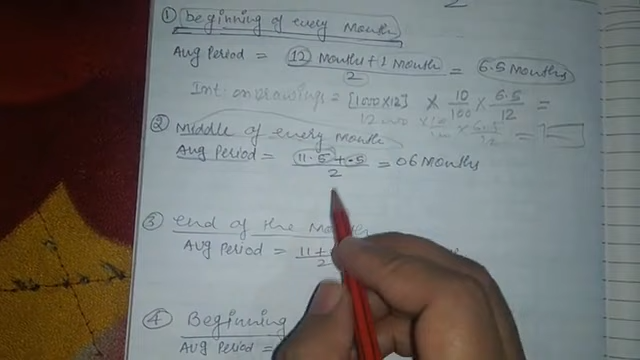 2
① beginning of every Month
Avg Period = 12 Months + 1 Month / 2 = 6.5 Months
Int. on drawings = [1000×12] × 10/100 × 6.5/12 =
② Middle of every Month
Avg Period = 11.5 + .5 / 2 = 06 Months
③ End of the Month
Avg Period = 11 + / 2
④ Beginning
Avg Period =